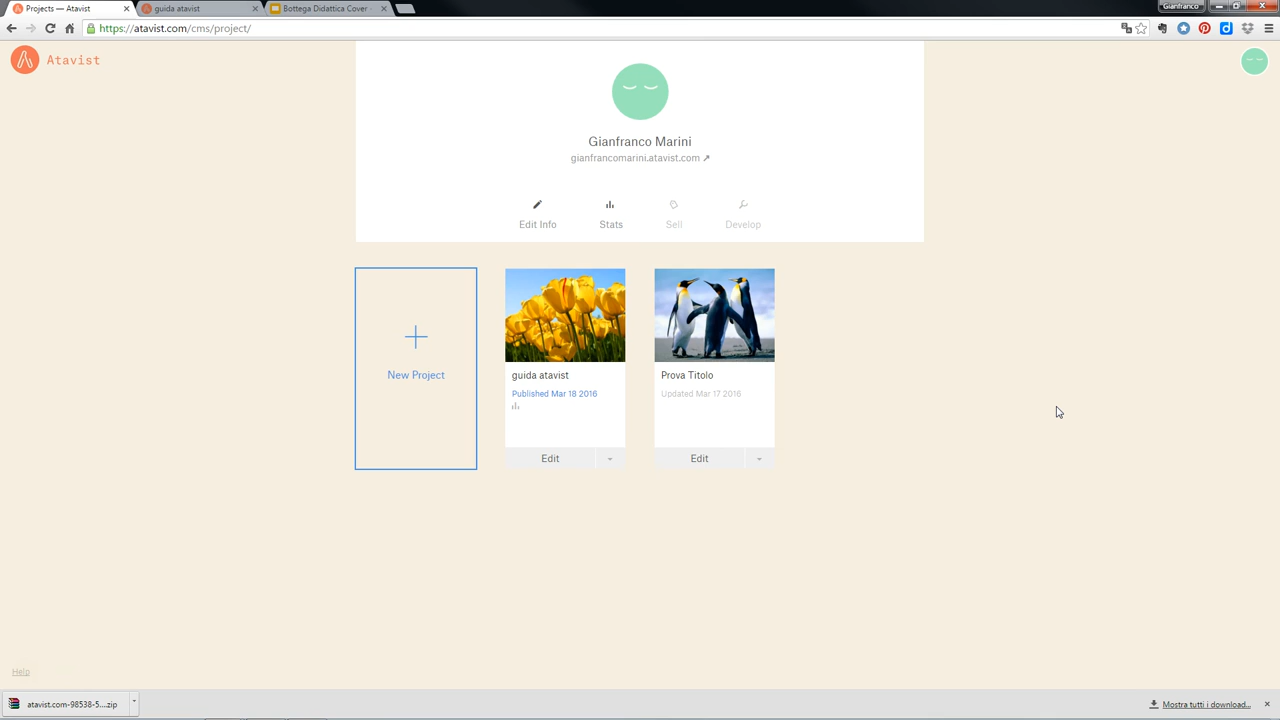 Projects — Atavist
guida atavist
Bottega Didattica Cover -
Gianfranco
https://atavist.com/cms/project/
Atavist
Gianfranco Marini
gianfrancomarini.atavist.com ↗
Edit Info
Stats
Sell
Develop
New Project
guida atavist
Published Mar 18 2016
Edit
Prova Titolo
Updated Mar 17 2016
Edit
Help
atavist.com-98538-5....zip
Mostra tutti i download...